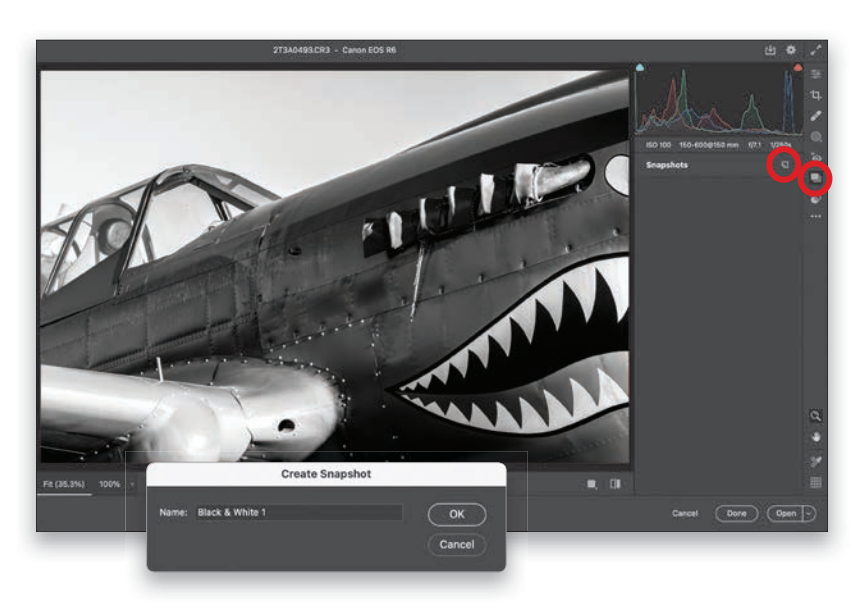 2T3A0493.CR3 - Canon EOS R6
ISO 100 150-600@150 mm f/7.1 1/250s
Snapshots
Fit (35.3%) 100%
Create Snapshot
Name: Black & White 1
OK
Cancel
Cancel Done Open